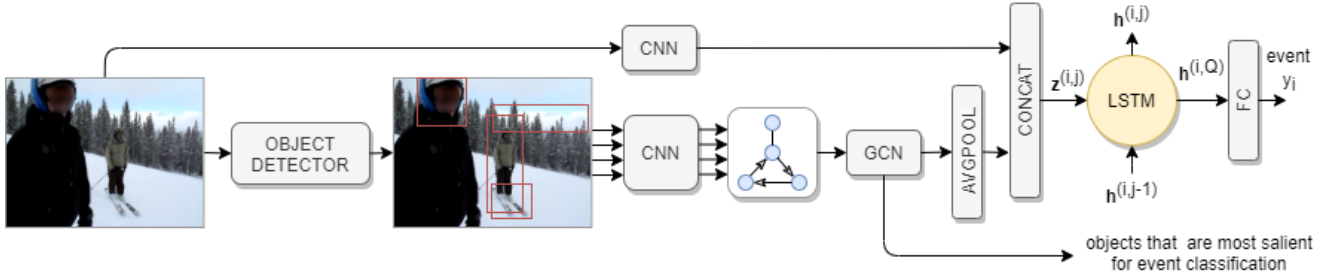 CNN
h^(i,j)
event
y_i
z^(i,j)
h^(i,Q)
OBJECT
DETECTOR
CNN
GCN
AVGPOOL
CONCAT
LSTM
FC
h^(i,j-1)
objects that are most salient
for event classification